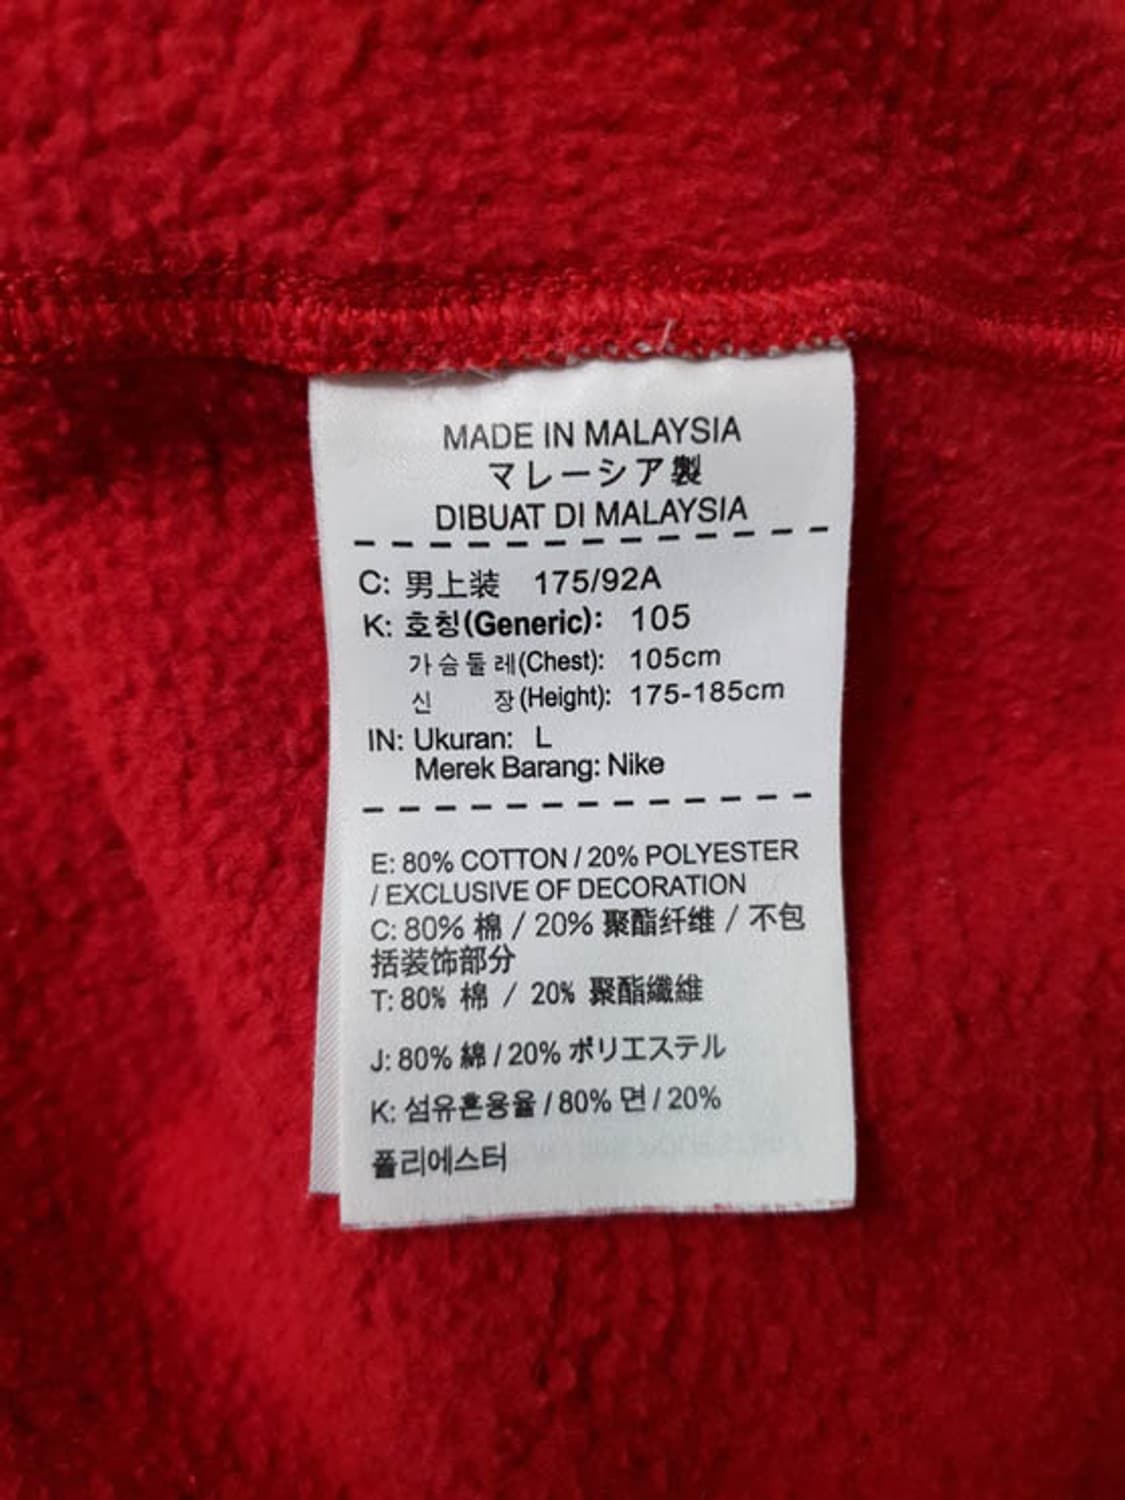 MADE IN MALAYSIA
マレーシア製
DIBUAT DI MALAYSIA
C: 男上装 175/92A
K: 호칭(Generic): 105
가슴둘레(Chest): 105cm
신 장(Height): 175-185cm
IN: Ukuran: L
Merek Barang: Nike
E: 80% COTTON / 20% POLYESTER
/ EXCLUSIVE OF DECORATION
C: 80% 棉 / 20% 聚酯纤维 / 不包
括装饰部分
T: 80% 棉 / 20% 聚酯纖維
J: 80% 綿 / 20% ポリエステル
K: 섬유혼용율 / 80% 면 / 20%
폴리에스터